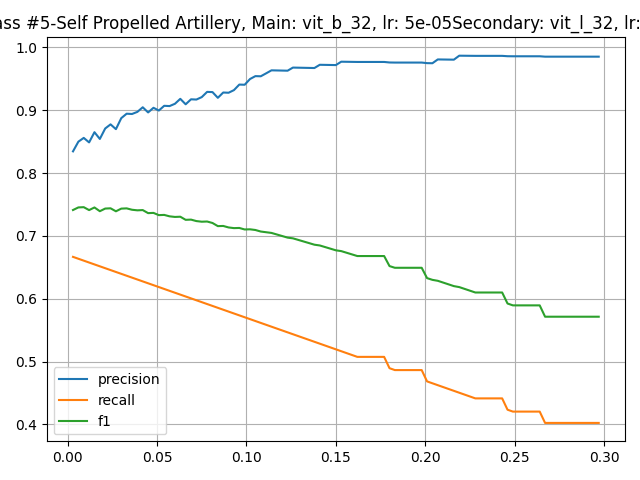 #5-Self Propelled Artillery, Main: vit_b_32, lr: 5e-05Secondary: vit_l_32, lr:
1.0
0.9
0.8
0.7
0.6
0.5
0.4
precision
recall
f1
0.00 0.05 0.10 0.15 0.20 0.25 0.30